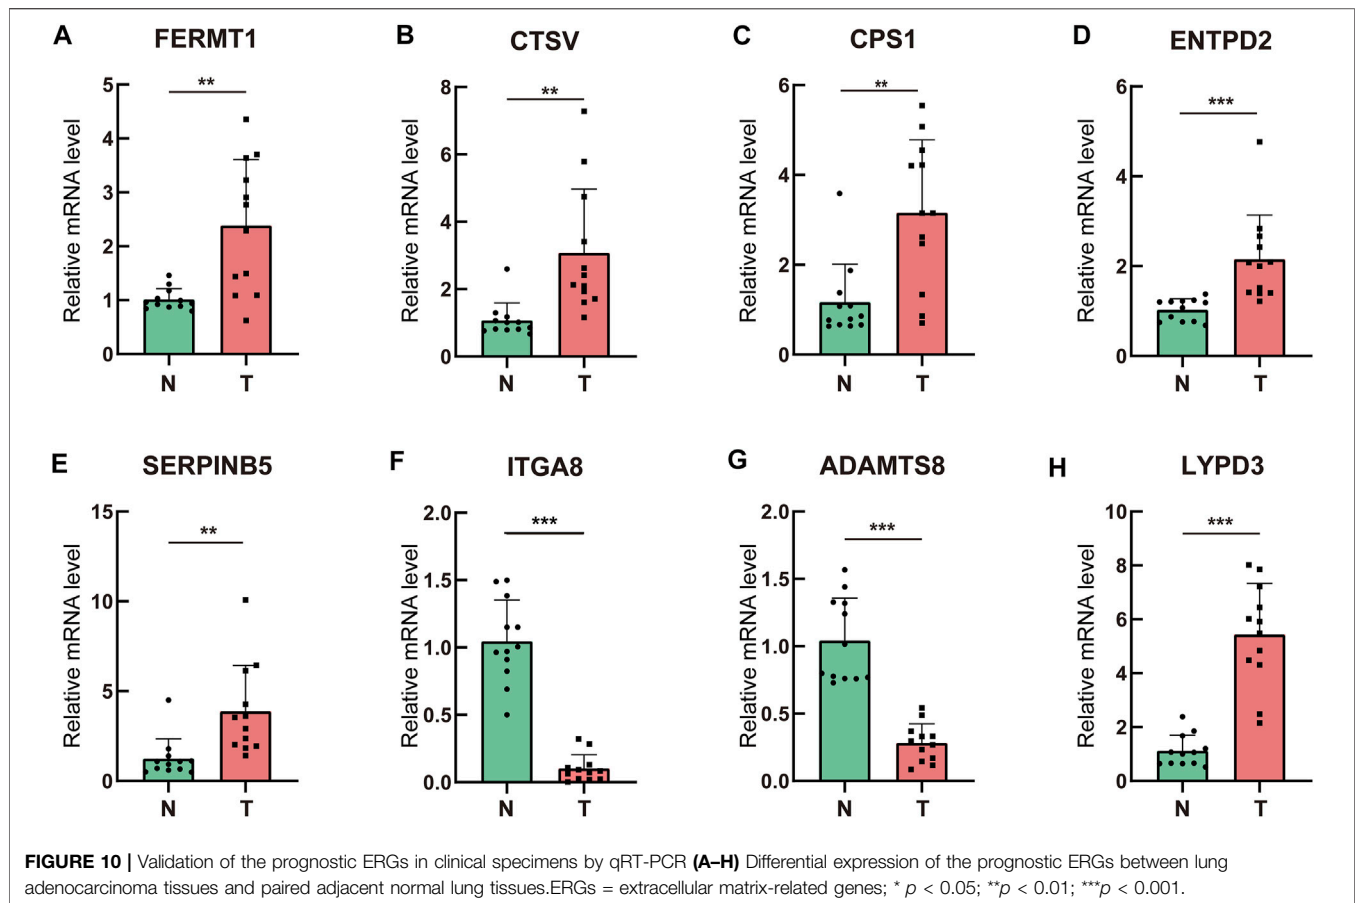 A FERMT1
**
Relative mRNA level
5
4
3
2
1
0
N T
B CTSV
**
Relative mRNA level
8
6
4
2
0
N T
C CPS1
**
Relative mRNA level
6
4
2
0
N T
D ENTPD2
***
Relative mRNA level
6
4
2
0
N T
E SERPINB5
**
Relative mRNA level
15
10
5
0
N T
F ITGA8
***
Relative mRNA level
2.0
1.5
1.0
0.5
0.0
N T
G ADAMTS8
***
Relative mRNA level
2.0
1.5
1.0
0.5
0.0
N T
H LYPD3
***
Relative mRNA level
10
8
6
4
2
0
N T
FIGURE 10 | Validation of the prognostic ERGs in clinical specimens by qRT-PCR (A–H) Differential expression of the prognostic ERGs between lung
adenocarcinoma tissues and paired adjacent normal lung tissues.ERGs = extracellular matrix-related genes; * p < 0.05; **p < 0.01; ***p < 0.001.